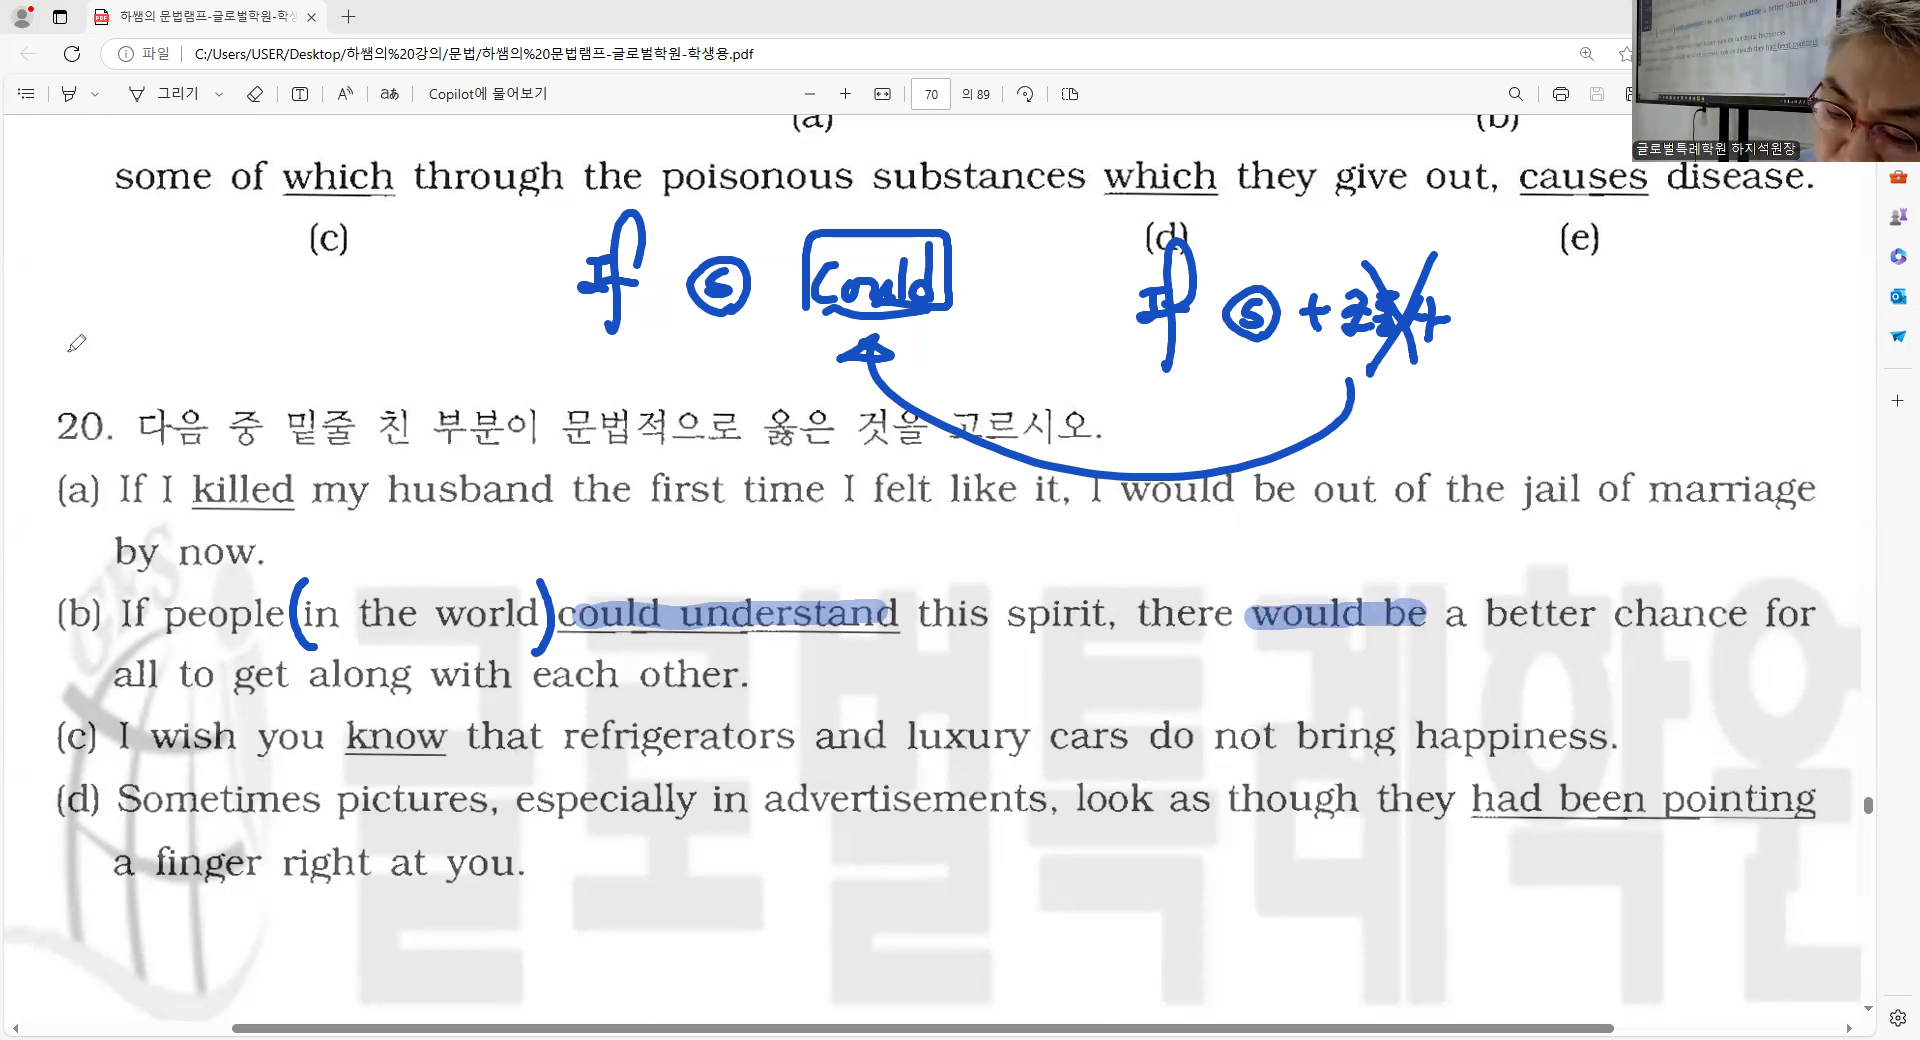 하쌤의 문법램프-글로벌학원-학생
파일 C:/Users/USER/Desktop/하쌤의%20강의/문법/하쌤의%20문법램프-글로벌학원-학생용.pdf
그리기 Copilot에 물어보기 70 의 89
글로벌특례학원 하지석원장
(a) (b)
some of which through the poisonous substances which they give out, causes disease.
(c) (d) (e)
If S Could If S +
20. 다음 중 밑줄 친 부분이 문법적으로 옳은 것을 고르시오.
(a) If I killed my husband the first time I felt like it, I would be out of the jail of marriage
by now.
(b) If people (in the world) could understand this spirit, there would be a better chance for
all to get along with each other.
(c) I wish you know that refrigerators and luxury cars do not bring happiness.
(d) Sometimes pictures, especially in advertisements, look as though they had been pointing
a finger right at you.
글로벌특례학원